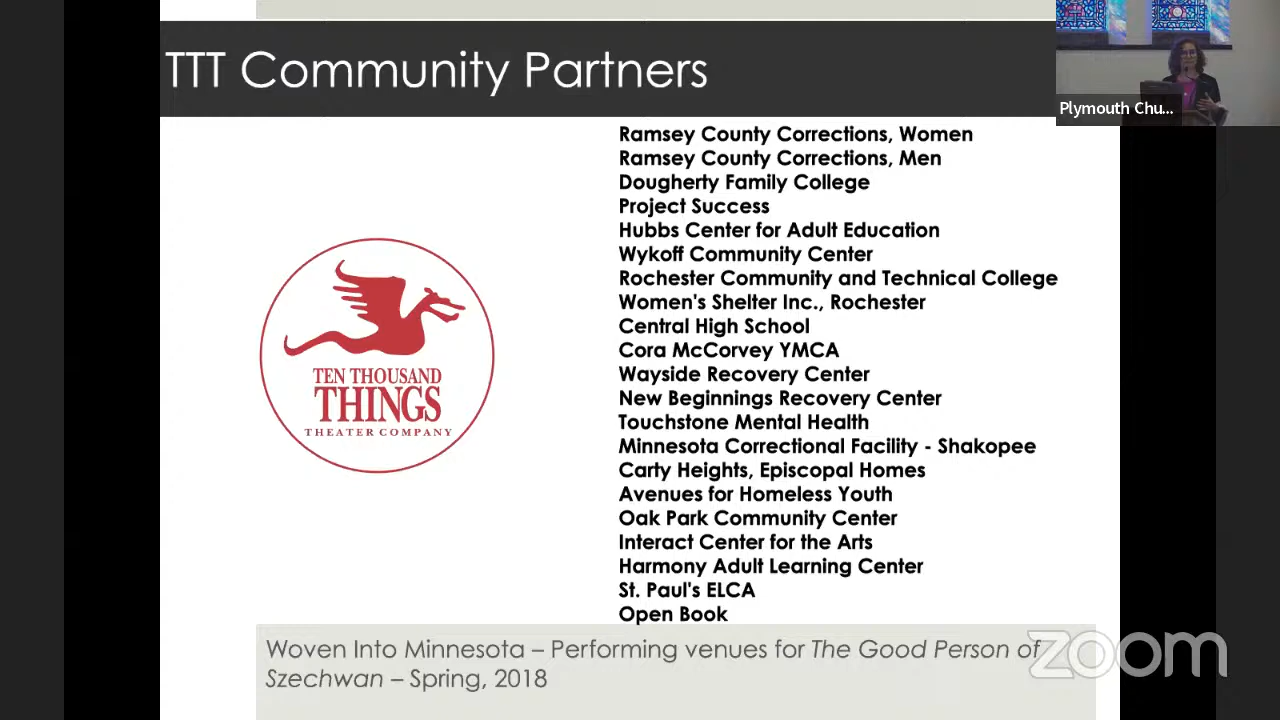 TTT Community Partners
Plymouth Chu...
Ramsey County Corrections, Women
Ramsey County Corrections, Men
Dougherty Family College
Project Success
Hubbs Center for Adult Education
Wykoff Community Center
Rochester Community and Technical College
Women's Shelter Inc., Rochester
Central High School
Cora McCorvey YMCA
Wayside Recovery Center
New Beginnings Recovery Center
Touchstone Mental Health
Minnesota Correctional Facility - Shakopee
Carty Heights, Episcopal Homes
Avenues for Homeless Youth
Oak Park Community Center
Interact Center for the Arts
Harmony Adult Learning Center
St. Paul's ELCA
Open Book
TEN THOUSAND
THINGS
THEATER COMPANY
Woven Into Minnesota – Performing venues for The Good Person of
Szechwan – Spring, 2018
zoom